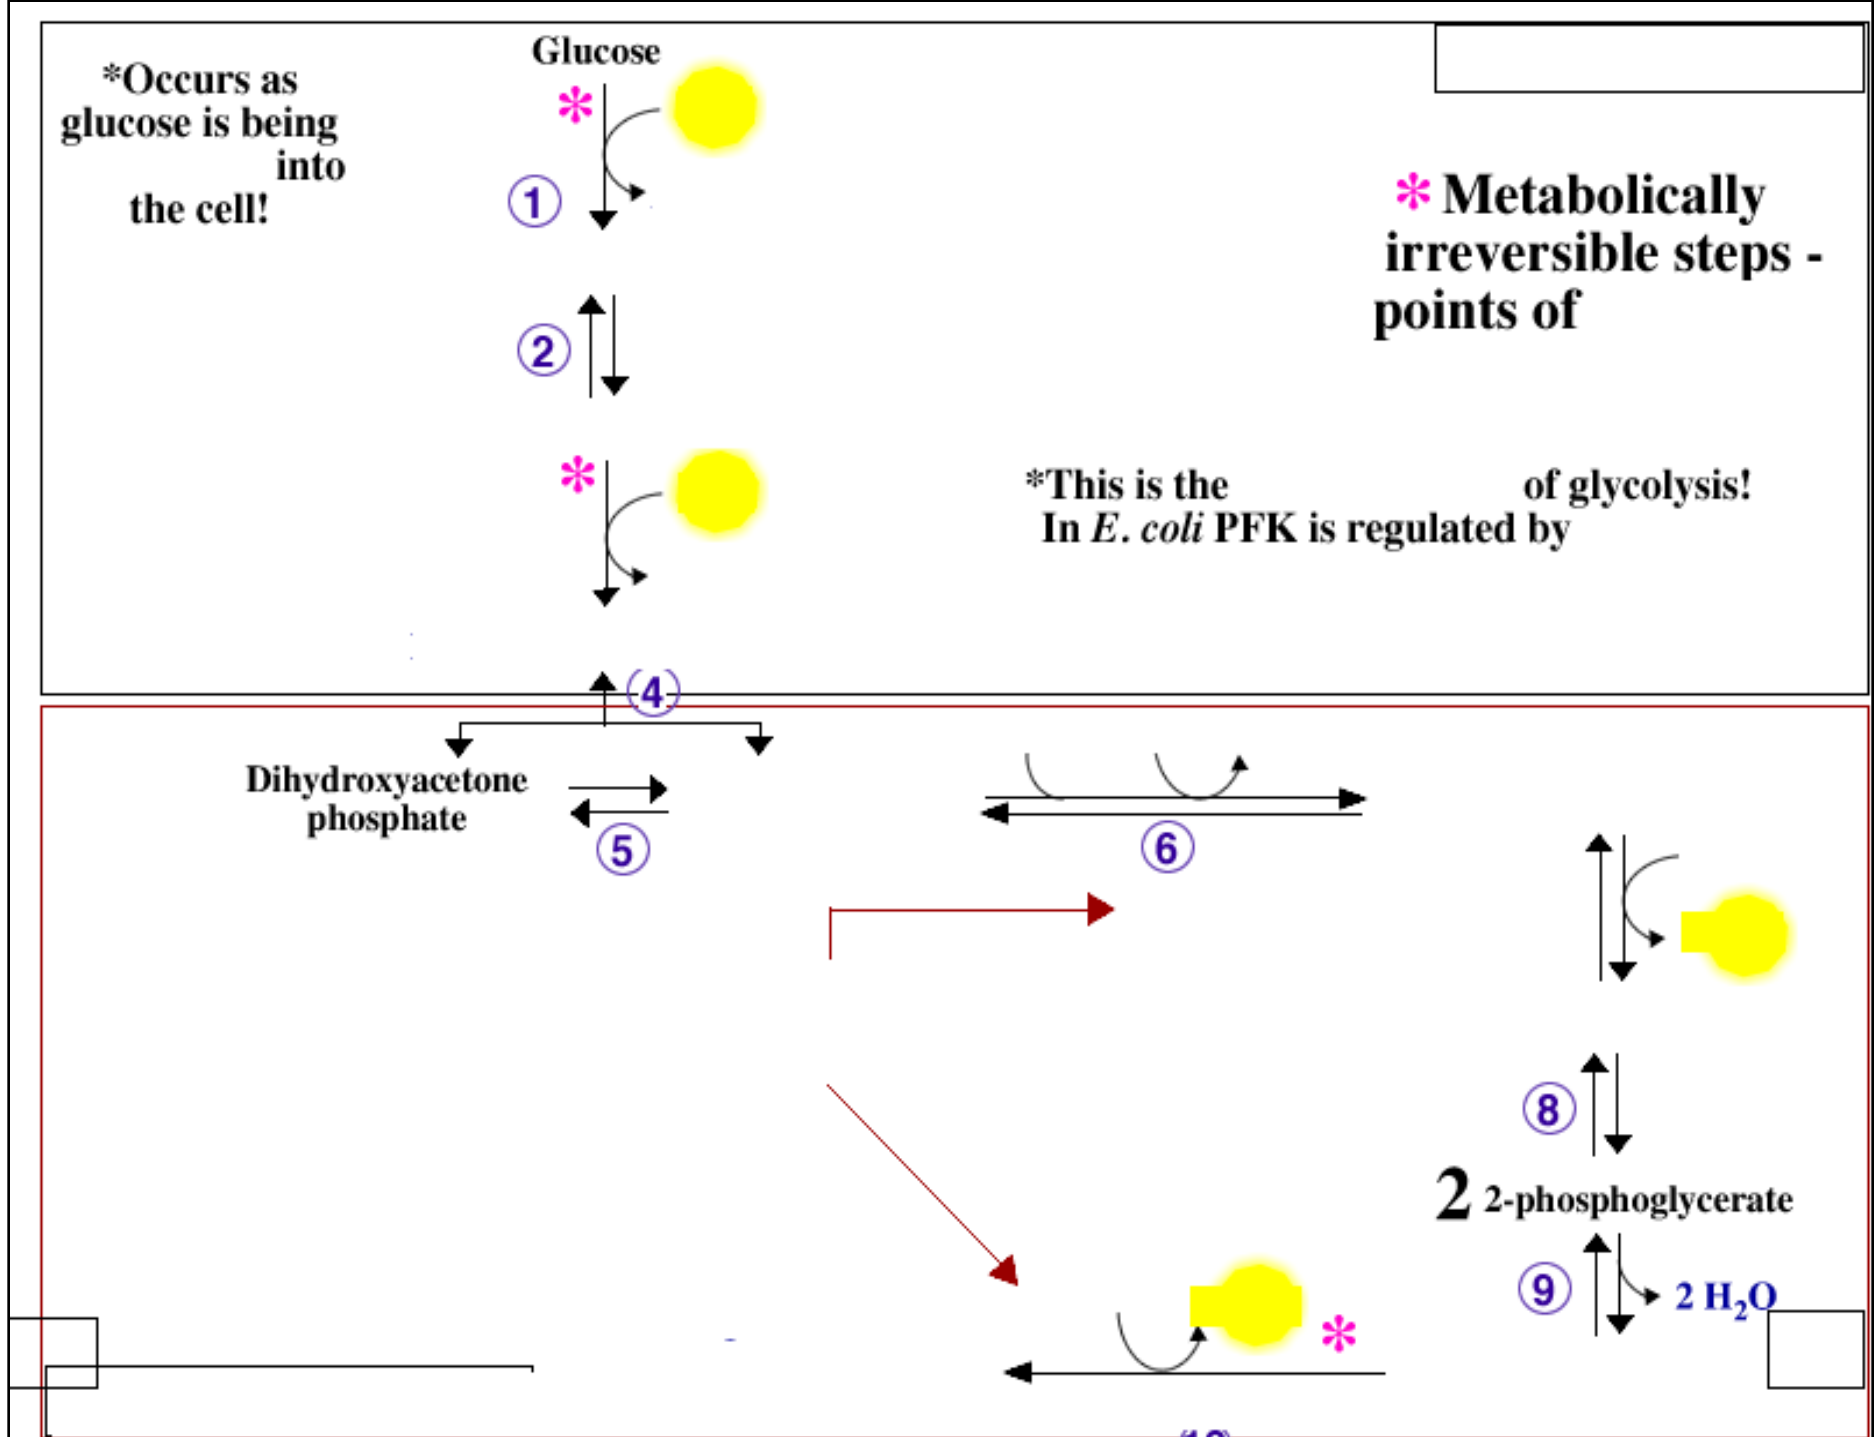 Glucose
*Occurs as
glucose is being
into
the cell!
*
1
* Metabolically
irreversible steps -
points of
2
*
*This is the of glycolysis!
In E. coli PFK is regulated by
4
Dihydroxyacetone
phosphate
5
6
8
2 2-phosphoglycerate
9
2 H₂O
*